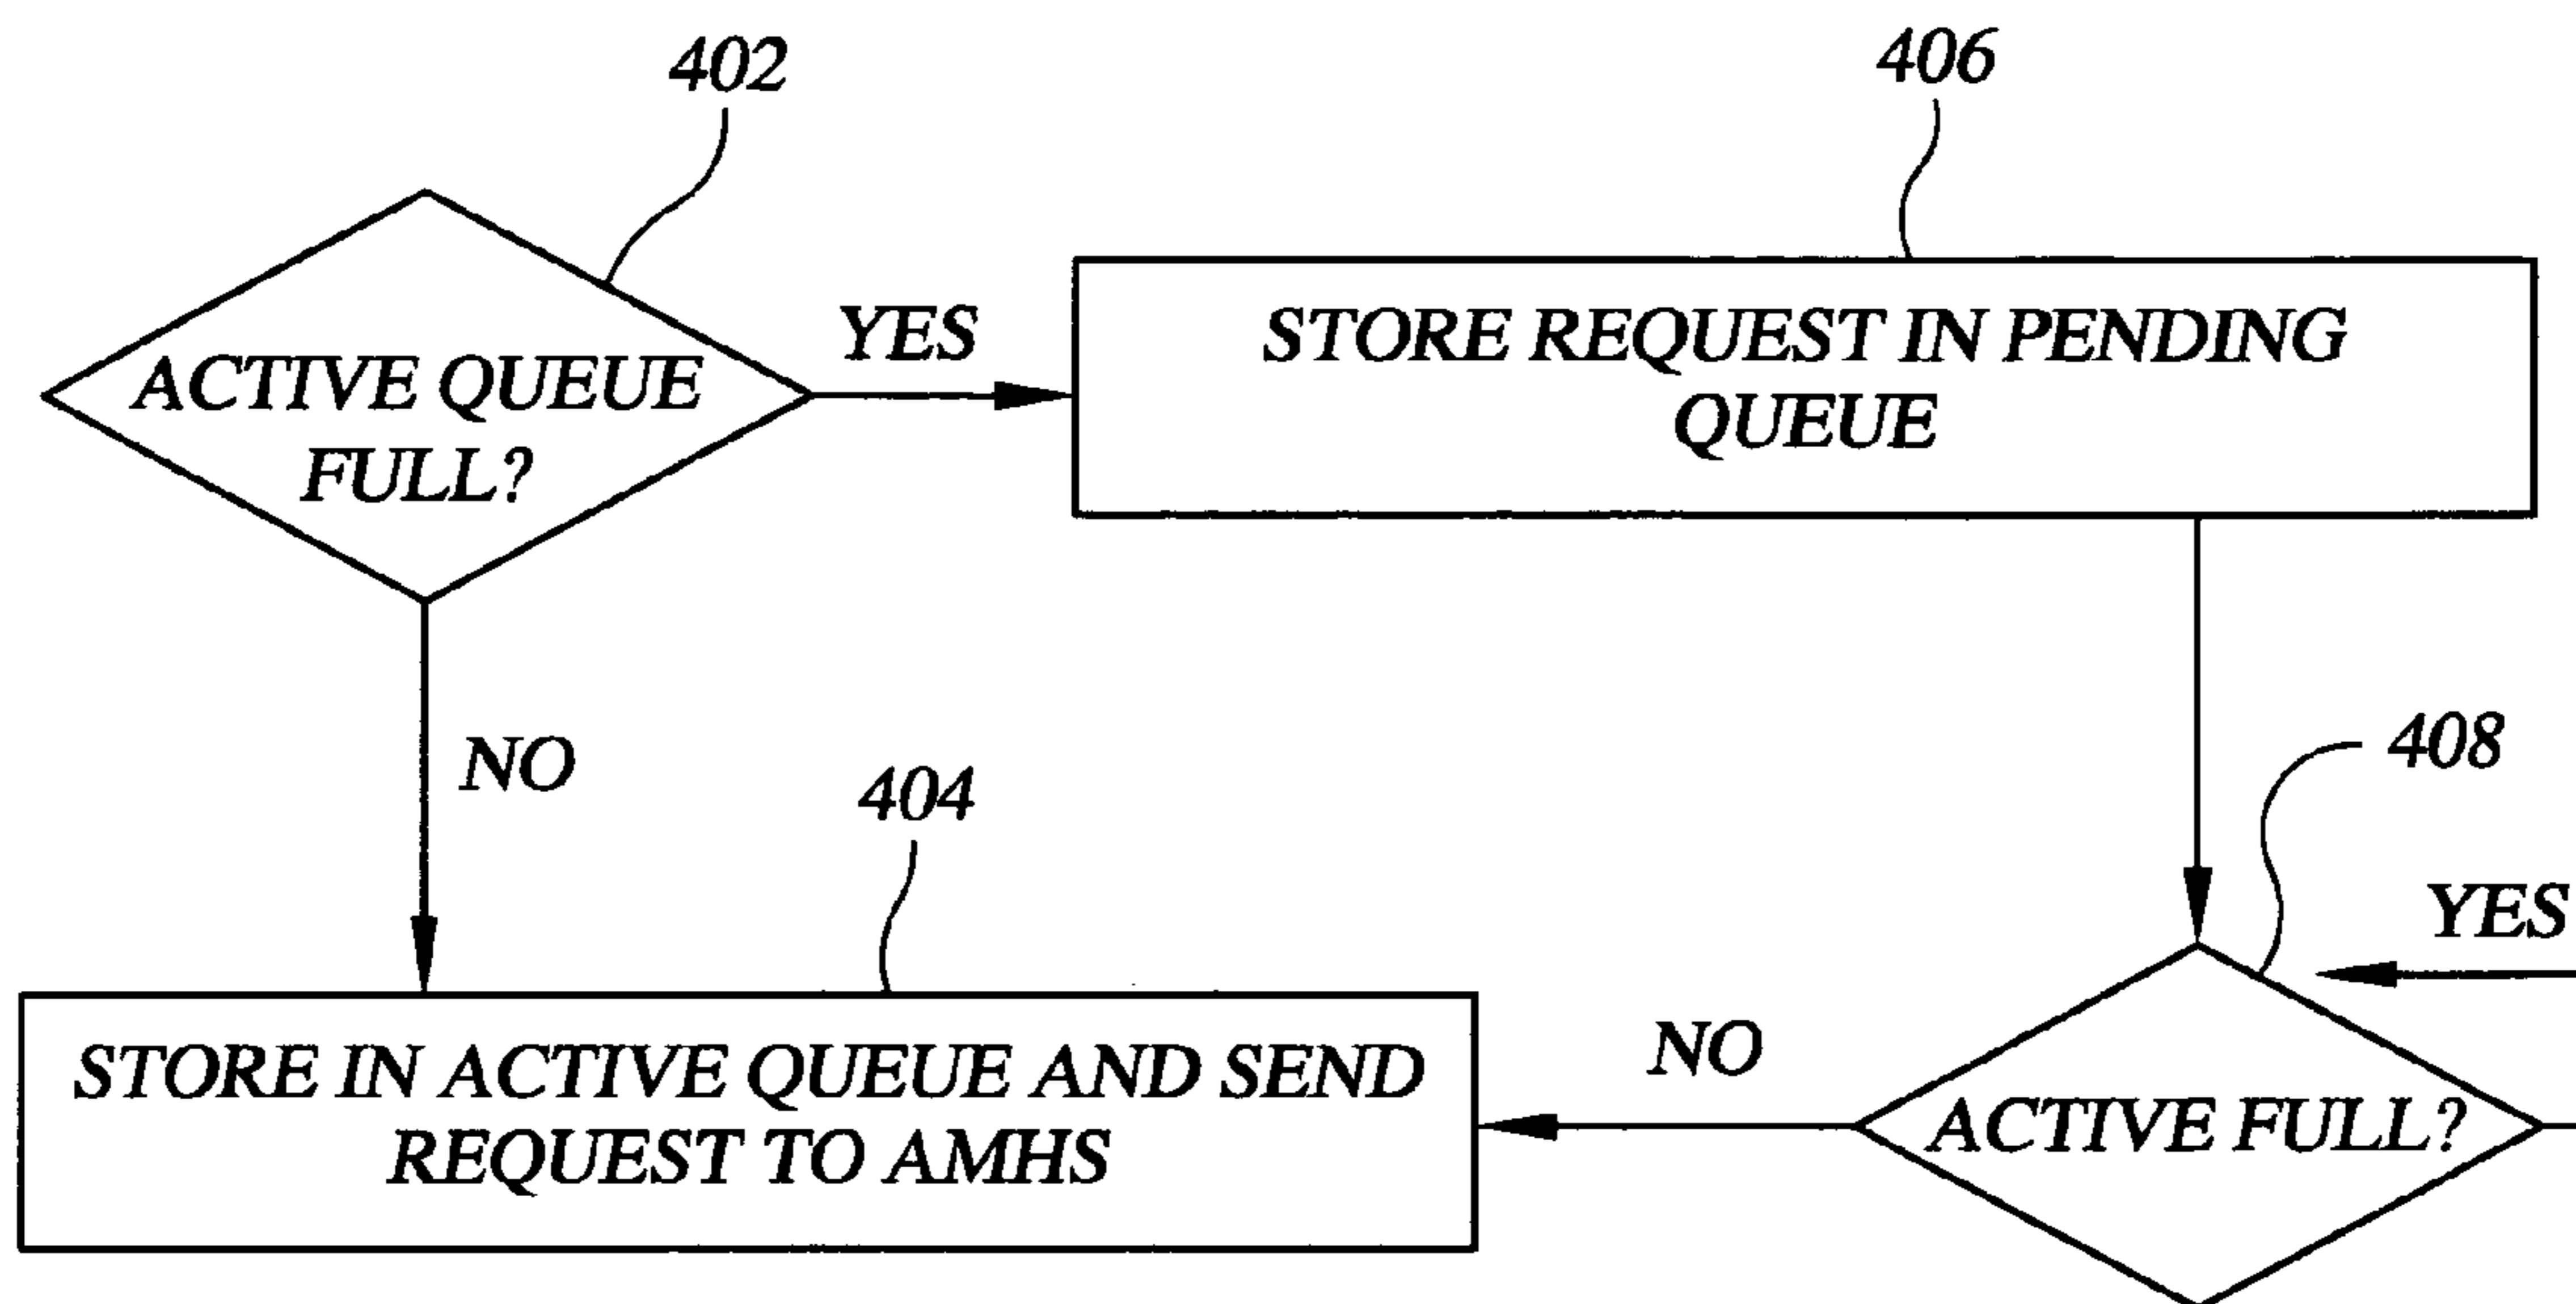 402
406
ACTIVE QUEUE
FULL?
YES
STORE REQUEST IN PENDING
QUEUE
NO
404
408
YES
STORE IN ACTIVE QUEUE AND SEND
REQUEST TO AMHS
NO
ACTIVE FULL?